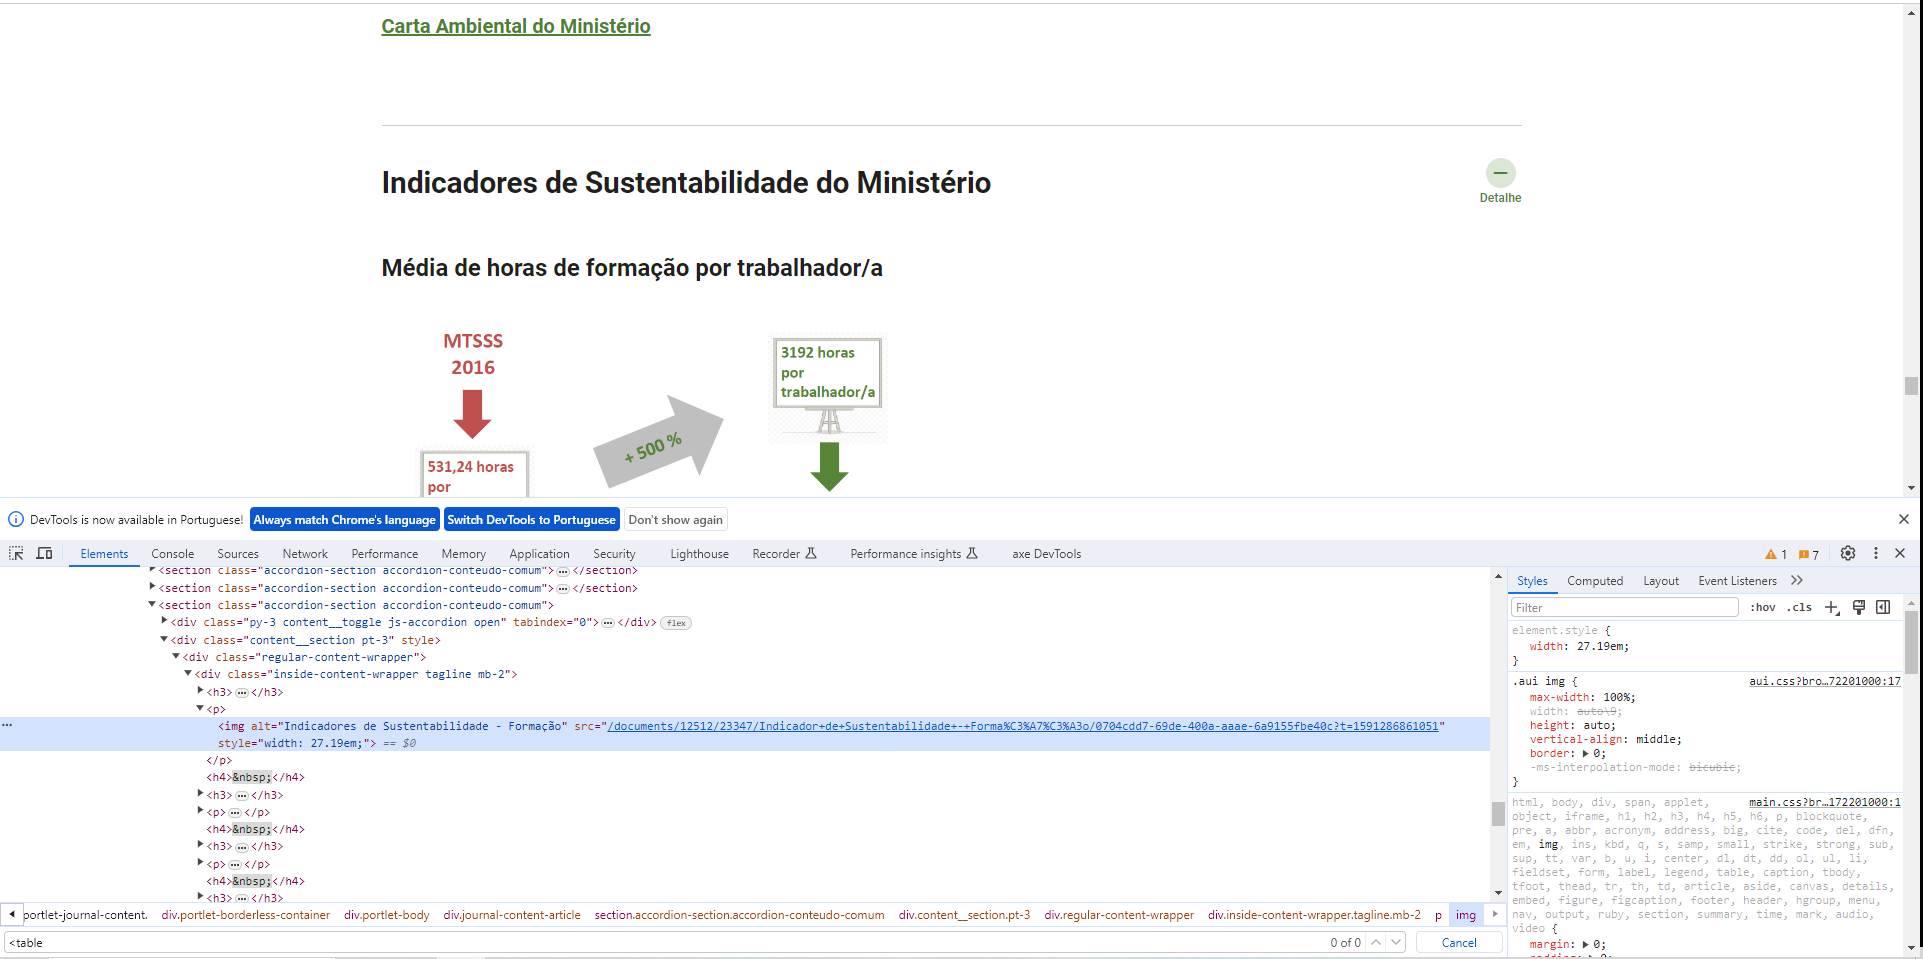 Carta Ambiental do Ministério
Indicadores de Sustentabilidade do Ministério
Detalhe
Média de horas de formação por trabalhador/a
MTSSS
2016
531,24 horas
por
+ 500 %
3192 horas
por
trabalhador/a
DevTools is now available in Portuguese!
Always match Chrome's language
Switch DevTools to Portuguese
Don't show again
Elements Console Sources Network Performance Memory Application Security Lighthouse Recorder Performance insights axe DevTools 1 7
<section class="accordion-section accordion-conteudo-comum"> … </section>
<section class="accordion-section accordion-conteudo-comum"> … </section>
<section class="accordion-section accordion-conteudo-comum">
<div class="py-3 content__toggle js-accordion open" tabindex="0"> … </div> flex
<div class="content__section pt-3" style>
<div class="regular-content-wrapper">
<div class="inside-content-wrapper tagline mb-2">
<h3> … </h3>
<p>
<img alt="Indicadores de Sustentabilidade - Formação" src="/documents/12512/23347/Indicador+de+Sustentabilidade+-+Forma%C3%A7%C3%A3o/0704cdd7-69de-400a-aaae-6a9155fbe40c?t=1591286861051"
style="width: 27.19em;"> == $0
</p>
<h4>&nbsp;</h4>
<h3> … </h3>
<p> … </p>
<h4>&nbsp;</h4>
<h3> … </h3>
<p> … </p>
<h4>&nbsp;</h4>
<h3> … </h3>
portlet-journal-content. div.portlet-borderless-container div.portlet-body div.journal-content-article section.accordion-section.accordion-conteudo-comum div.content__section.pt-3 div.regular-content-wrapper div.inside-content-wrapper.tagline.mb-2 p img
<table 0 of 0 Cancel
Styles Computed Layout Event Listeners
Filter :hov .cls
element.style {
width: 27.19em;
}
.aui img { aui.css?bro…72201000:17
max-width: 100%;
width: auto\9;
height: auto;
vertical-align: middle;
border: 0;
-ms-interpolation-mode: bicubic;
}
html, body, div, span, applet, main.css?br…172201000:1
object, iframe, h1, h2, h3, h4, h5, h6, p, blockquote,
pre, a, abbr, acronym, address, big, cite, code, del, dfn,
em, img, ins, kbd, q, s, samp, small, strike, strong, sub,
sup, tt, var, b, u, i, center, dl, dt, dd, ol, ul, li,
fieldset, form, label, legend, table, caption, tbody,
tfoot, thead, tr, th, td, article, aside, canvas, details,
embed, figure, figcaption, footer, header, hgroup, menu,
nav, output, ruby, section, summary, time, mark, audio,
video {
margin: 0;